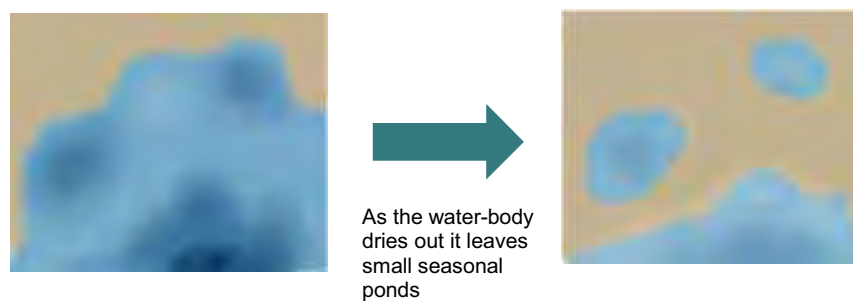 As the water-body
dries out it leaves
small seasonal
ponds